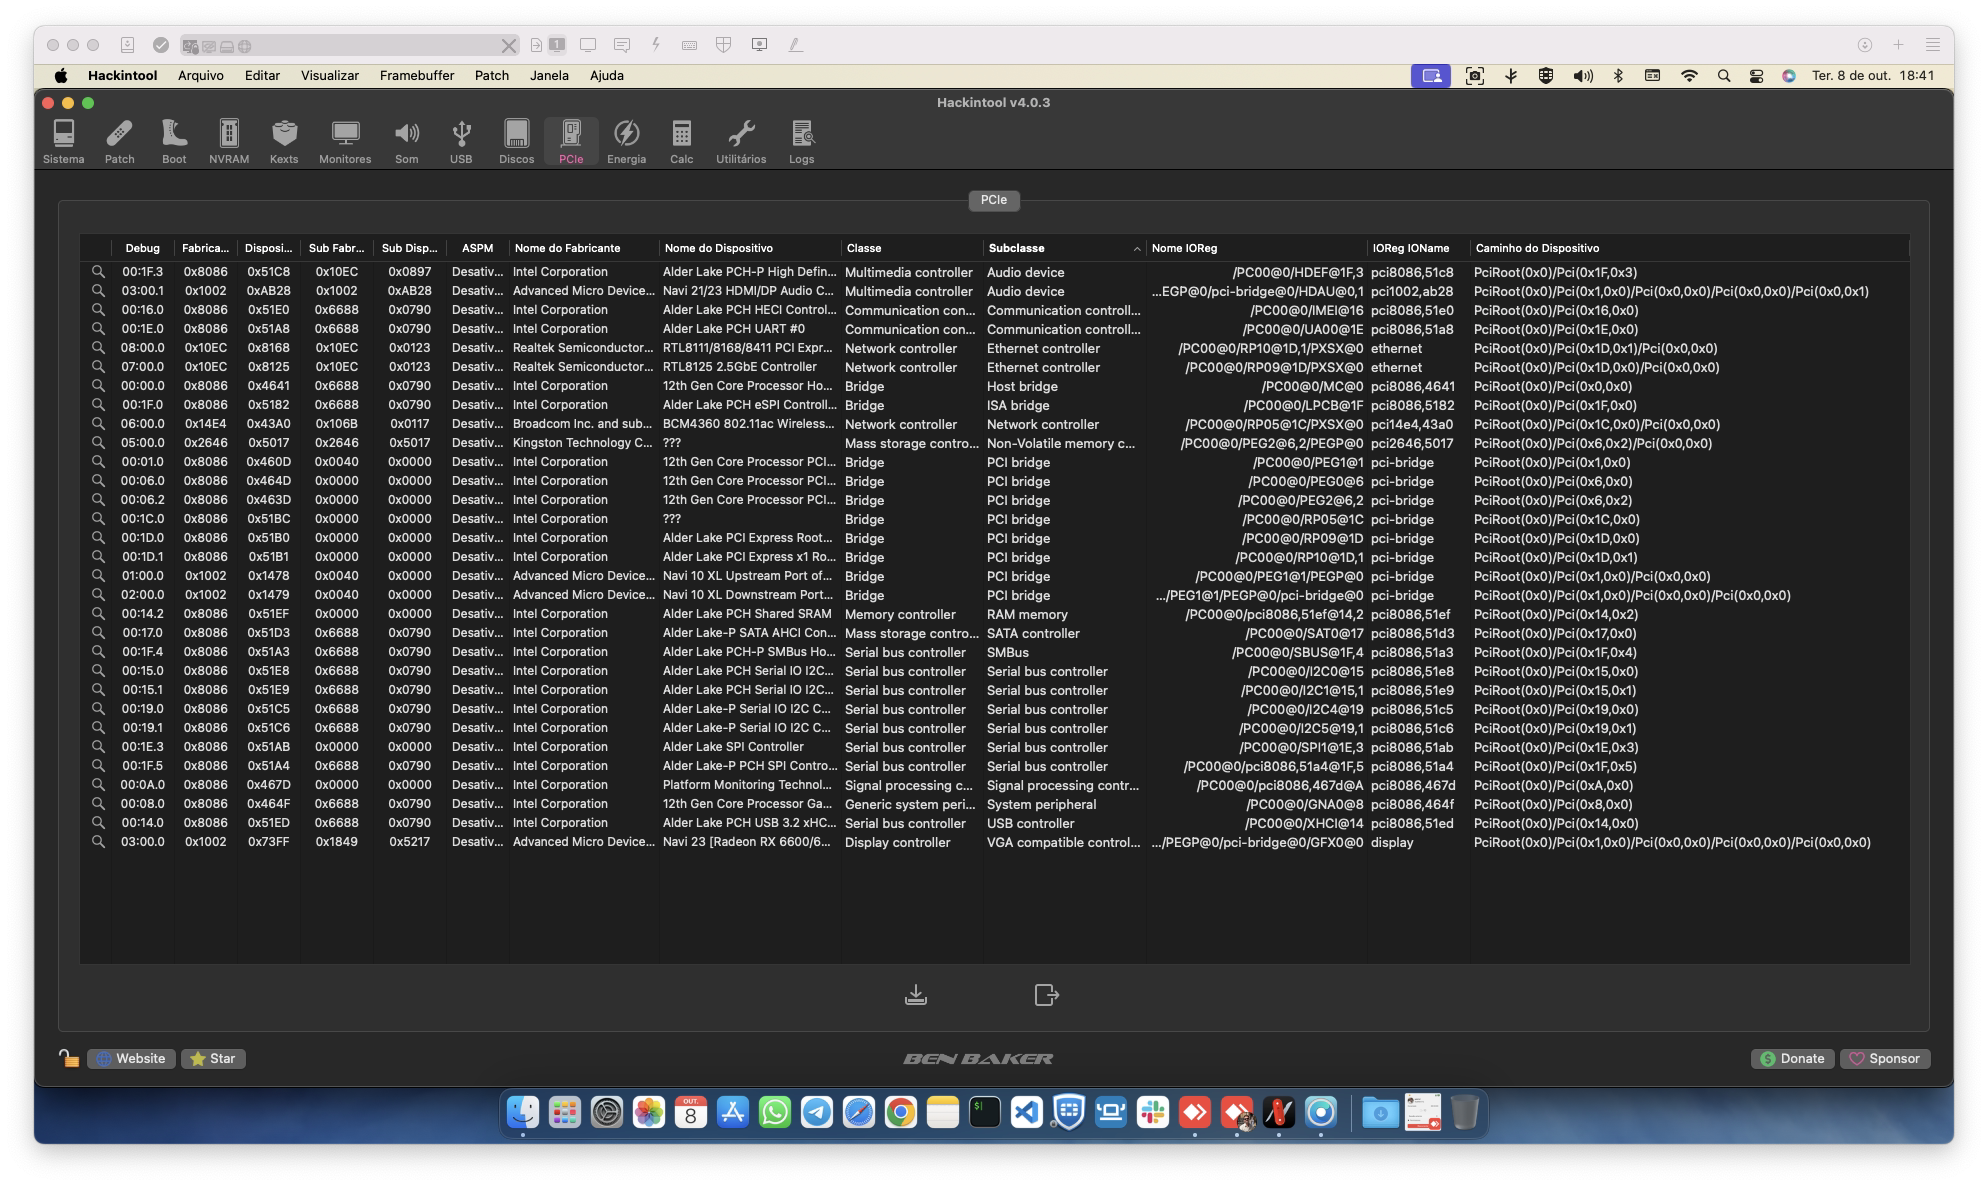 1
Hackintool Arquivo Editar Visualizar Framebuffer Patch Janela Ajuda Ter. 8 de out. 18:41
Hackintool v4.0.3
Sistema Patch Boot NVRAM Kexts Monitores Som USB Discos PCIe Energia Calc Utilitários Logs
PCIe
Debug Fabrica... Disposi... Sub Fabr... Sub Disp... ASPM Nome do Fabricante Nome do Dispositivo Classe Subclasse Nome IOReg IOReg IOName Caminho do Dispositivo
00:1F.3 0x8086 0x51C8 0x10EC 0x0897 Desativ... Intel Corporation Alder Lake PCH-P High Defin... Multimedia controller Audio device /PC00@0/HDEF@1F,3 pci8086,51c8 PciRoot(0x0)/Pci(0x1F,0x3)
03:00.1 0x1002 0xAB28 0x1002 0xAB28 Desativ... Advanced Micro Device... Navi 21/23 HDMI/DP Audio C... Multimedia controller Audio device ...EGP@0/pci-bridge@0/HDAU@0,1 pci1002,ab28 PciRoot(0x0)/Pci(0x1,0x0)/Pci(0x0,0x0)/Pci(0x0,0x0)/Pci(0x0,0x1)
00:16.0 0x8086 0x51E0 0x6688 0x0790 Desativ... Intel Corporation Alder Lake PCH HECI Control... Communication con... Communication controll... /PC00@0/IMEI@16 pci8086,51e0 PciRoot(0x0)/Pci(0x16,0x0)
00:1E.0 0x8086 0x51A8 0x6688 0x0790 Desativ... Intel Corporation Alder Lake PCH UART #0 Communication con... Communication controll... /PC00@0/UA00@1E pci8086,51a8 PciRoot(0x0)/Pci(0x1E,0x0)
08:00.0 0x10EC 0x8168 0x10EC 0x0123 Desativ... Realtek Semiconductor... RTL8111/8168/8411 PCI Expr... Network controller Ethernet controller /PC00@0/RP10@1D,1/PXSX@0 ethernet PciRoot(0x0)/Pci(0x1D,0x1)/Pci(0x0,0x0)
07:00.0 0x10EC 0x8125 0x10EC 0x0123 Desativ... Realtek Semiconductor... RTL8125 2.5GbE Controller Network controller Ethernet controller /PC00@0/RP09@1D/PXSX@0 ethernet PciRoot(0x0)/Pci(0x1D,0x0)/Pci(0x0,0x0)
00:00.0 0x8086 0x4641 0x6688 0x0790 Desativ... Intel Corporation 12th Gen Core Processor Ho... Bridge Host bridge /PC00@0/MC@0 pci8086,4641 PciRoot(0x0)/Pci(0x0,0x0)
00:1F.0 0x8086 0x5182 0x6688 0x0790 Desativ... Intel Corporation Alder Lake PCH eSPI Controll... Bridge ISA bridge /PC00@0/LPCB@1F pci8086,5182 PciRoot(0x0)/Pci(0x1F,0x0)
06:00.0 0x14E4 0x43A0 0x106B 0x0117 Desativ... Broadcom Inc. and sub... BCM4360 802.11ac Wireless... Network controller Network controller /PC00@0/RP05@1C/PXSX@0 pci14e4,43a0 PciRoot(0x0)/Pci(0x1C,0x0)/Pci(0x0,0x0)
05:00.0 0x2646 0x5017 0x2646 0x5017 Desativ... Kingston Technology C... ??? Mass storage contro... Non-Volatile memory c... /PC00@0/PEG2@6,2/PEGP@0 pci2646,5017 PciRoot(0x0)/Pci(0x6,0x2)/Pci(0x0,0x0)
00:01.0 0x8086 0x460D 0x0040 0x0000 Desativ... Intel Corporation 12th Gen Core Processor PCI... Bridge PCI bridge /PC00@0/PEG1@1 pci-bridge PciRoot(0x0)/Pci(0x1,0x0)
00:06.0 0x8086 0x464D 0x0000 0x0000 Desativ... Intel Corporation 12th Gen Core Processor PCI... Bridge PCI bridge /PC00@0/PEG0@6 pci-bridge PciRoot(0x0)/Pci(0x6,0x0)
00:06.2 0x8086 0x463D 0x0000 0x0000 Desativ... Intel Corporation 12th Gen Core Processor PCI... Bridge PCI bridge /PC00@0/PEG2@6,2 pci-bridge PciRoot(0x0)/Pci(0x6,0x2)
00:1C.0 0x8086 0x51BC 0x0000 0x0000 Desativ... Intel Corporation ??? Bridge PCI bridge /PC00@0/RP05@1C pci-bridge PciRoot(0x0)/Pci(0x1C,0x0)
00:1D.0 0x8086 0x51B0 0x0000 0x0000 Desativ... Intel Corporation Alder Lake PCI Express Root... Bridge PCI bridge /PC00@0/RP09@1D pci-bridge PciRoot(0x0)/Pci(0x1D,0x0)
00:1D.1 0x8086 0x51B1 0x0000 0x0000 Desativ... Intel Corporation Alder Lake PCI Express x1 Ro... Bridge PCI bridge /PC00@0/RP10@1D,1 pci-bridge PciRoot(0x0)/Pci(0x1D,0x1)
01:00.0 0x1002 0x1478 0x0040 0x0000 Desativ... Advanced Micro Device... Navi 10 XL Upstream Port of... Bridge PCI bridge /PC00@0/PEG1@1/PEGP@0 pci-bridge PciRoot(0x0)/Pci(0x1,0x0)/Pci(0x0,0x0)
02:00.0 0x1002 0x1479 0x0040 0x0000 Desativ... Advanced Micro Device... Navi 10 XL Downstream Port... Bridge PCI bridge .../PEG1@1/PEGP@0/pci-bridge@0 pci-bridge PciRoot(0x0)/Pci(0x1,0x0)/Pci(0x0,0x0)/Pci(0x0,0x0)
00:14.2 0x8086 0x51EF 0x0000 0x0000 Desativ... Intel Corporation Alder Lake PCH Shared SRAM Memory controller RAM memory /PC00@0/pci8086,51ef@14,2 pci8086,51ef PciRoot(0x0)/Pci(0x14,0x2)
00:17.0 0x8086 0x51D3 0x6688 0x0790 Desativ... Intel Corporation Alder Lake-P SATA AHCI Con... Mass storage contro... SATA controller /PC00@0/SAT0@17 pci8086,51d3 PciRoot(0x0)/Pci(0x17,0x0)
00:1F.4 0x8086 0x51A3 0x6688 0x0790 Desativ... Intel Corporation Alder Lake PCH-P SMBus Ho... Serial bus controller SMBus /PC00@0/SBUS@1F,4 pci8086,51a3 PciRoot(0x0)/Pci(0x1F,0x4)
00:15.0 0x8086 0x51E8 0x6688 0x0790 Desativ... Intel Corporation Alder Lake PCH Serial IO I2C... Serial bus controller Serial bus controller /PC00@0/I2C0@15 pci8086,51e8 PciRoot(0x0)/Pci(0x15,0x0)
00:15.1 0x8086 0x51E9 0x6688 0x0790 Desativ... Intel Corporation Alder Lake PCH Serial IO I2C... Serial bus controller Serial bus controller /PC00@0/I2C1@15,1 pci8086,51e9 PciRoot(0x0)/Pci(0x15,0x1)
00:19.0 0x8086 0x51C5 0x6688 0x0790 Desativ... Intel Corporation Alder Lake-P Serial IO I2C C... Serial bus controller Serial bus controller /PC00@0/I2C4@19 pci8086,51c5 PciRoot(0x0)/Pci(0x19,0x0)
00:19.1 0x8086 0x51C6 0x6688 0x0790 Desativ... Intel Corporation Alder Lake-P Serial IO I2C C... Serial bus controller Serial bus controller /PC00@0/I2C5@19,1 pci8086,51c6 PciRoot(0x0)/Pci(0x19,0x1)
00:1E.3 0x8086 0x51AB 0x0000 0x0000 Desativ... Intel Corporation Alder Lake SPI Controller Serial bus controller Serial bus controller /PC00@0/SPI1@1E,3 pci8086,51ab PciRoot(0x0)/Pci(0x1E,0x3)
00:1F.5 0x8086 0x51A4 0x6688 0x0790 Desativ... Intel Corporation Alder Lake-P PCH SPI Contro... Serial bus controller Serial bus controller /PC00@0/pci8086,51a4@1F,5 pci8086,51a4 PciRoot(0x0)/Pci(0x1F,0x5)
00:0A.0 0x8086 0x467D 0x0000 0x0000 Desativ... Intel Corporation Platform Monitoring Technol... Signal processing c... Signal processing contr... /PC00@0/pci8086,467d@A pci8086,467d PciRoot(0x0)/Pci(0xA,0x0)
00:08.0 0x8086 0x464F 0x6688 0x0790 Desativ... Intel Corporation 12th Gen Core Processor Ga... Generic system peri... System peripheral /PC00@0/GNA0@8 pci8086,464f PciRoot(0x0)/Pci(0x8,0x0)
00:14.0 0x8086 0x51ED 0x6688 0x0790 Desativ... Intel Corporation Alder Lake PCH USB 3.2 xHC... Serial bus controller USB controller /PC00@0/XHCI@14 pci8086,51ed PciRoot(0x0)/Pci(0x14,0x0)
03:00.0 0x1002 0x73FF 0x1849 0x5217 Desativ... Advanced Micro Device... Navi 23 [Radeon RX 6600/6... Display controller VGA compatible control... .../PEGP@0/pci-bridge@0/GFX0@0 display PciRoot(0x0)/Pci(0x1,0x0)/Pci(0x0,0x0)/Pci(0x0,0x0)/Pci(0x0,0x0)
Website Star BEN BAKER Donate Sponsor
OUT.
8